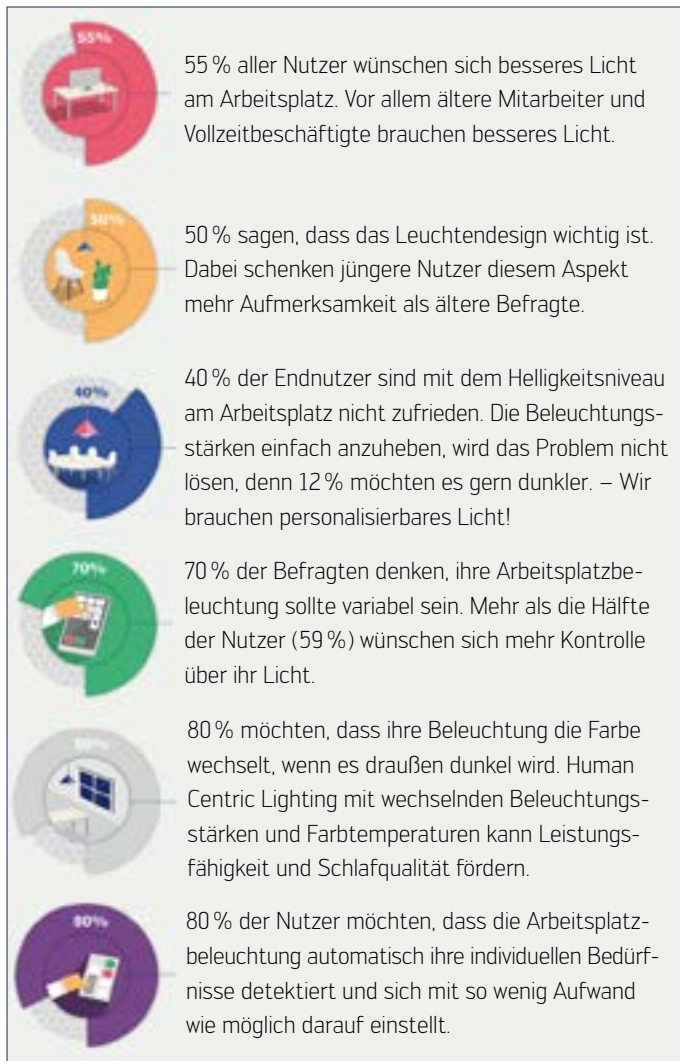 55%
55 % aller Nutzer wünschen sich besseres Licht
am Arbeitsplatz. Vor allem ältere Mitarbeiter und
Vollzeitbeschäftigte brauchen besseres Licht.
50%
50 % sagen, dass das Leuchtendesign wichtig ist.
Dabei schenken jüngere Nutzer diesem Aspekt
mehr Aufmerksamkeit als ältere Befragte.
40%
40 % der Endnutzer sind mit dem Helligkeitsniveau
am Arbeitsplatz nicht zufrieden. Die Beleuchtungs-
stärken einfach anzuheben, wird das Problem nicht
lösen, denn 12 % möchten es gern dunkler. – Wir
brauchen personalisierbares Licht!
70%
70 % der Befragten denken, ihre Arbeitsplatzbe-
leuchtung sollte variabel sein. Mehr als die Hälfte
der Nutzer (59 %) wünschen sich mehr Kontrolle
über ihr Licht.
80%
80 % möchten, dass ihre Beleuchtung die Farbe
wechselt, wenn es draußen dunkel wird. Human
Centric Lighting mit wechselnden Beleuchtungs-
stärken und Farbtemperaturen kann Leistungs-
fähigkeit und Schlafqualität fördern.
80%
80 % der Nutzer möchten, dass die Arbeitsplatz-
beleuchtung automatisch ihre individuellen Bedürf-
nisse detektiert und sich mit so wenig Aufwand
wie möglich darauf einstellt.